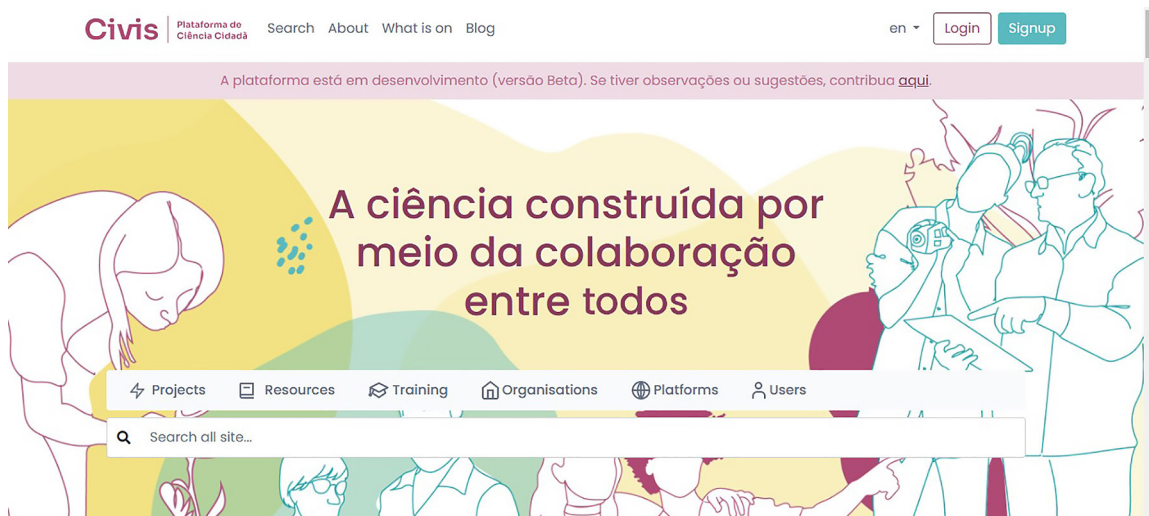 Civis
Plataforma de
Ciência Cidadã
Search About What is on Blog
en
Login
Signup
A plataforma está em desenvolvimento (versão Beta). Se tiver observações ou sugestões, contribua aqui.
A ciência construída por
meio da colaboração
entre todos
Projects Resources Training Organisations Platforms Users
Search all site...